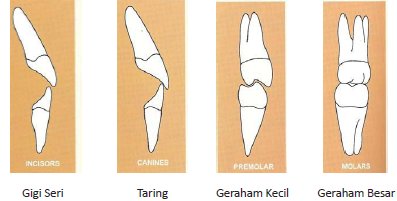 INCISORS
CANINES
PREMOLAR
MOLARS
Gigi Seri
Taring
Geraham Kecil
Geraham Besar